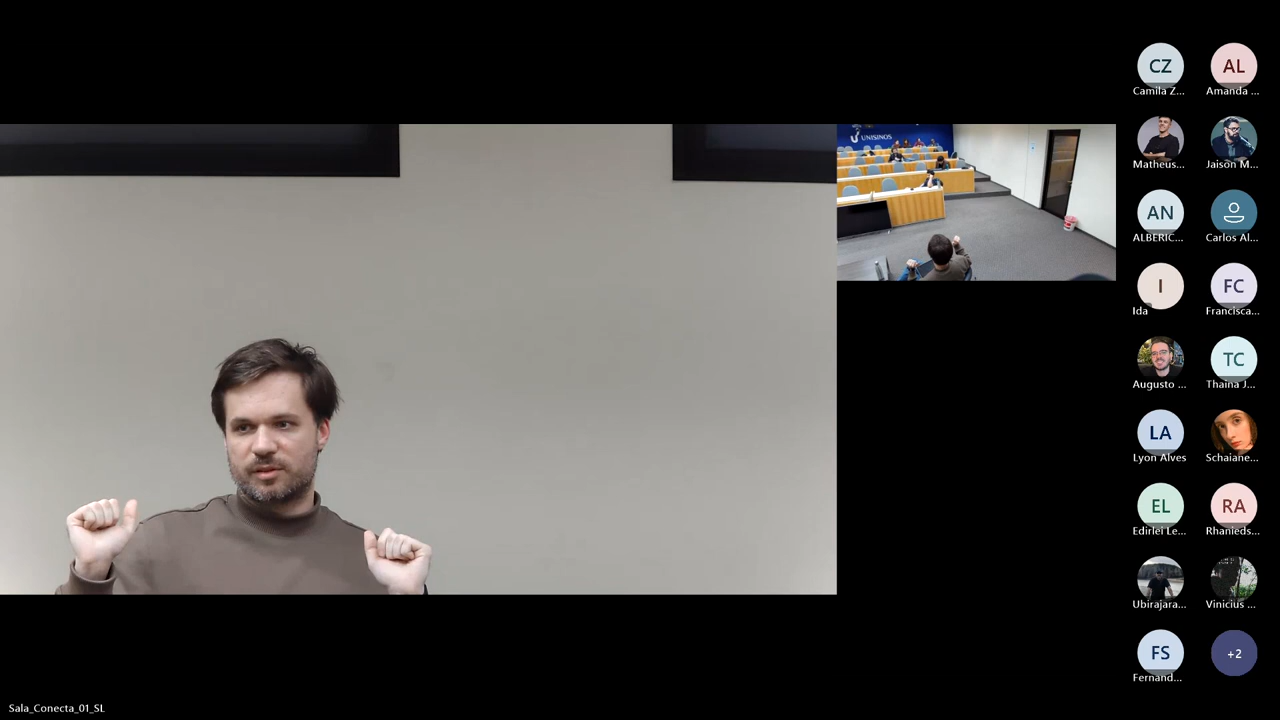 UNISINOS
CZ
Camila Z...
AL
Amanda ...
Matheus...
Jaison M...
AN
ALBERIC...
Carlos Al...
I
Ida
FC
Francisca...
Augusto ...
TC
Thaina J...
LA
Lyon Alves
Schaiane...
EL
Edirlei Le...
RA
Rhanieds...
Ubirajara...
Vinicius ...
FS
Fernand...
+2
Sala_Conecta_01_SL